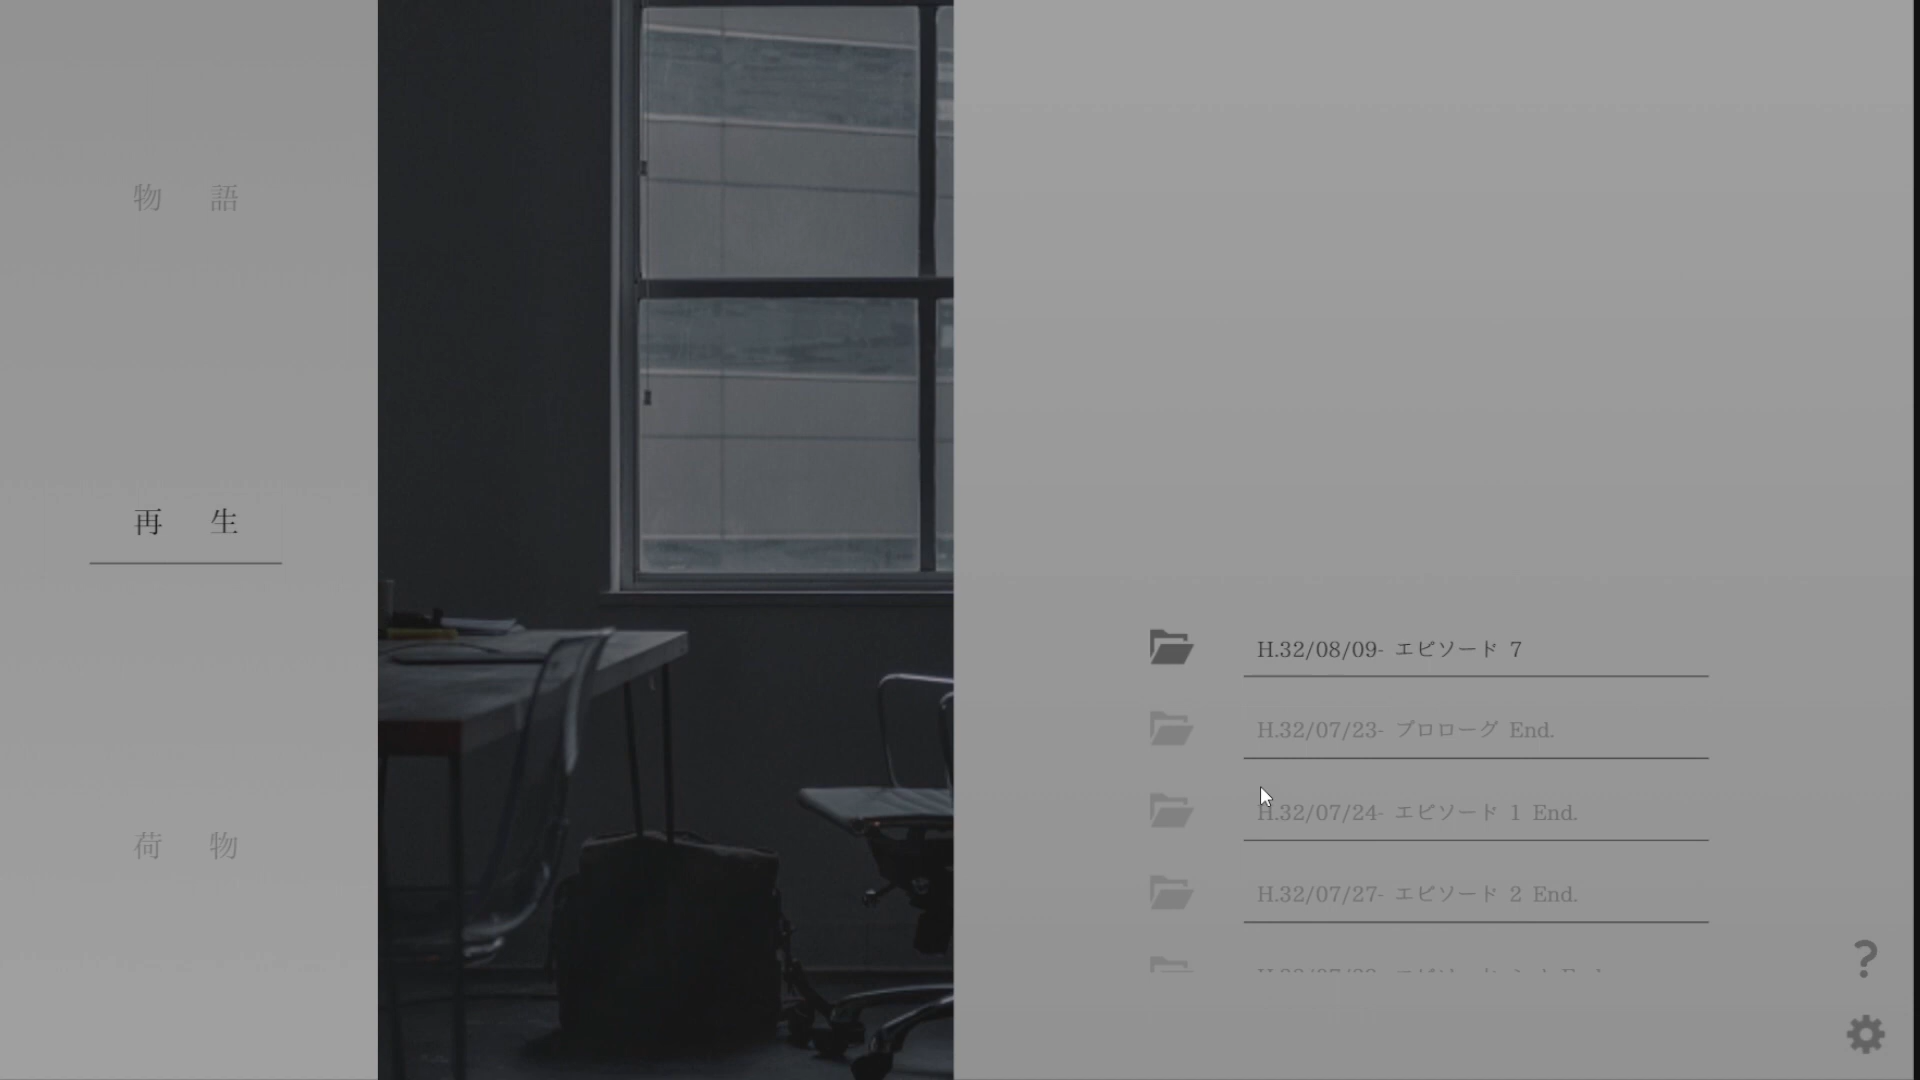 物 語
再 生
荷 物
H.32/08/09- エピソード 7
H.32/07/23- プロローグ End.
H.32/07/24- エピソード 1 End.
H.32/07/27- エピソード 2 End.
?